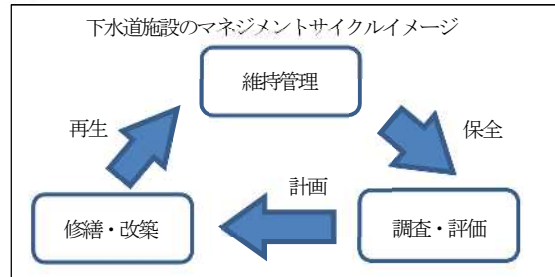 下水道施設のマネジメントサイクルイメージ
維持管理
再生
保全
計画
修繕・改築
調査・評価